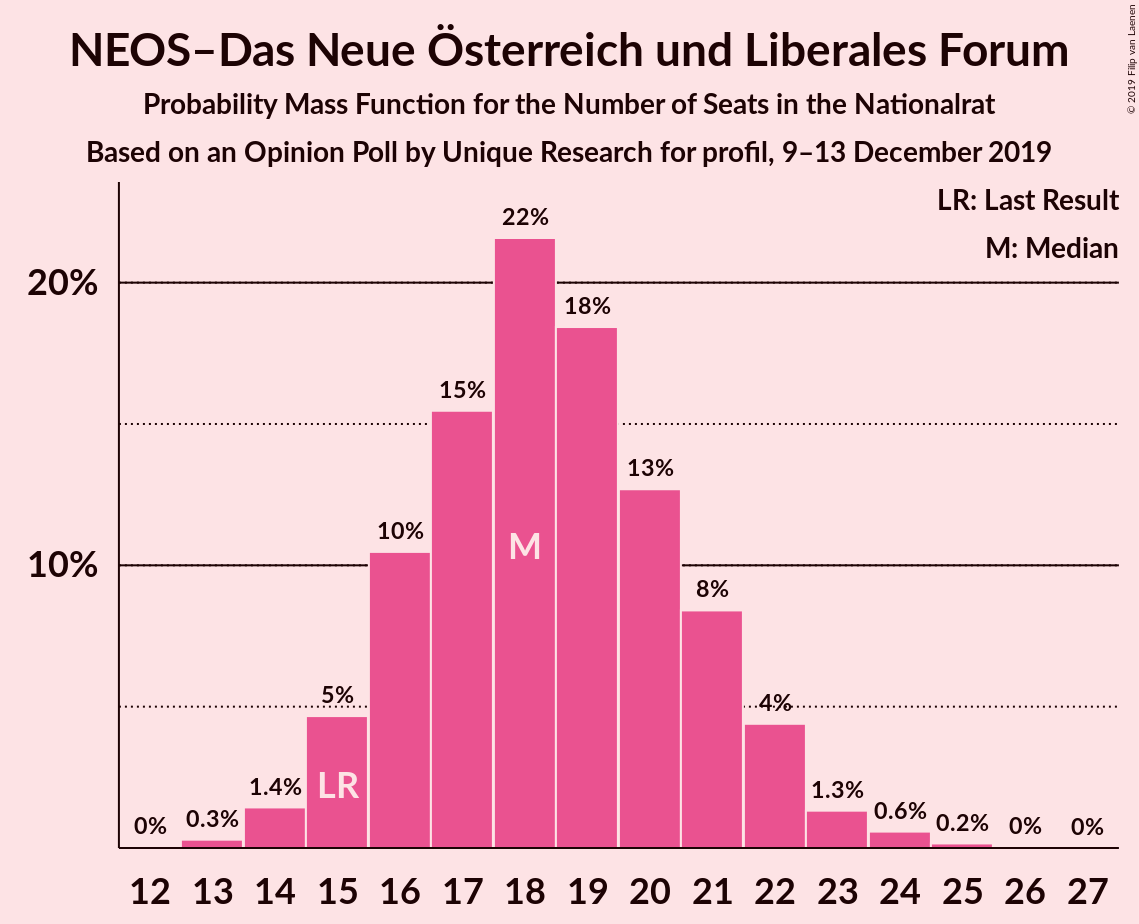 NEOS–Das Neue Österreich und Liberales Forum
Probability Mass Function for the Number of Seats in the Nationalrat
Based on an Opinion Poll by Unique Research for profil, 9–13 December 2019
© 2019 Filip van Laenen
LR: Last Result
M: Median
20%
10%
0%
0.3%
1.4%
5%
10%
15%
22%
18%
13%
8%
4%
1.3%
0.6%
0.2%
0%
0%
LR
M
12 13 14 15 16 17 18 19 20 21 22 23 24 25 26 27